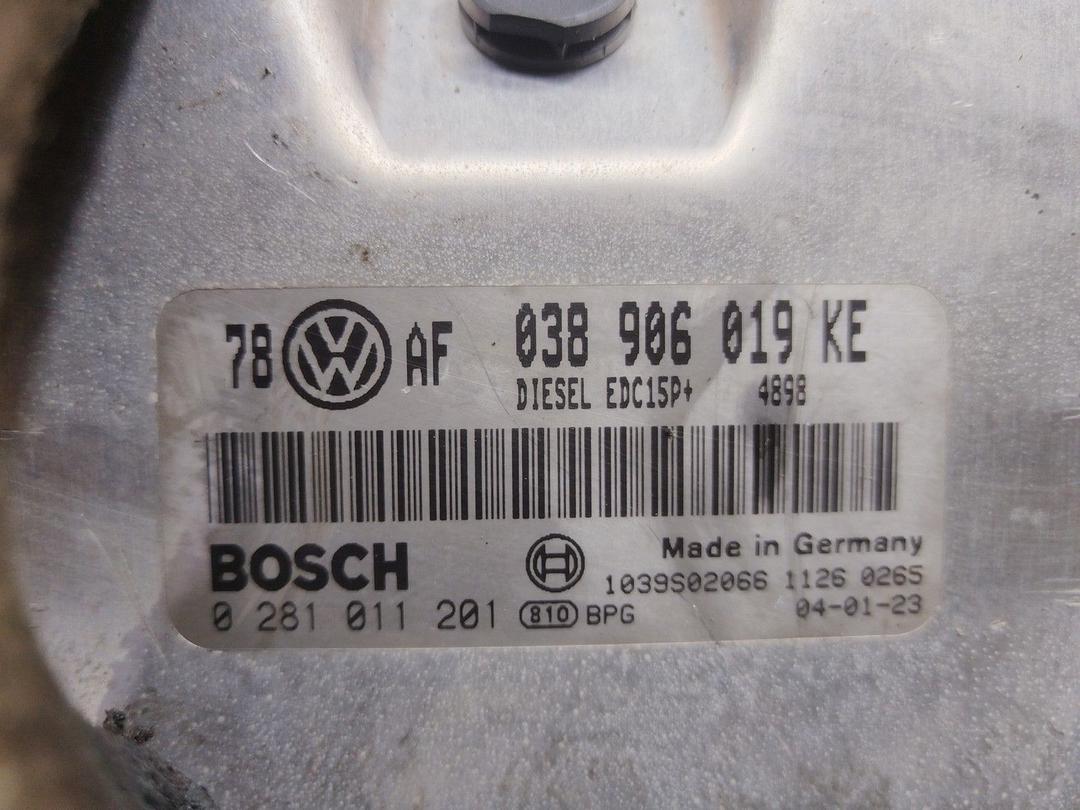 78 AF 038 906 019 KE
DIESEL EDC15P+ 4898
BOSCH
Made in Germany
1039S02066 1126 0265
0 281 011 201 810 BPG 04-01-23